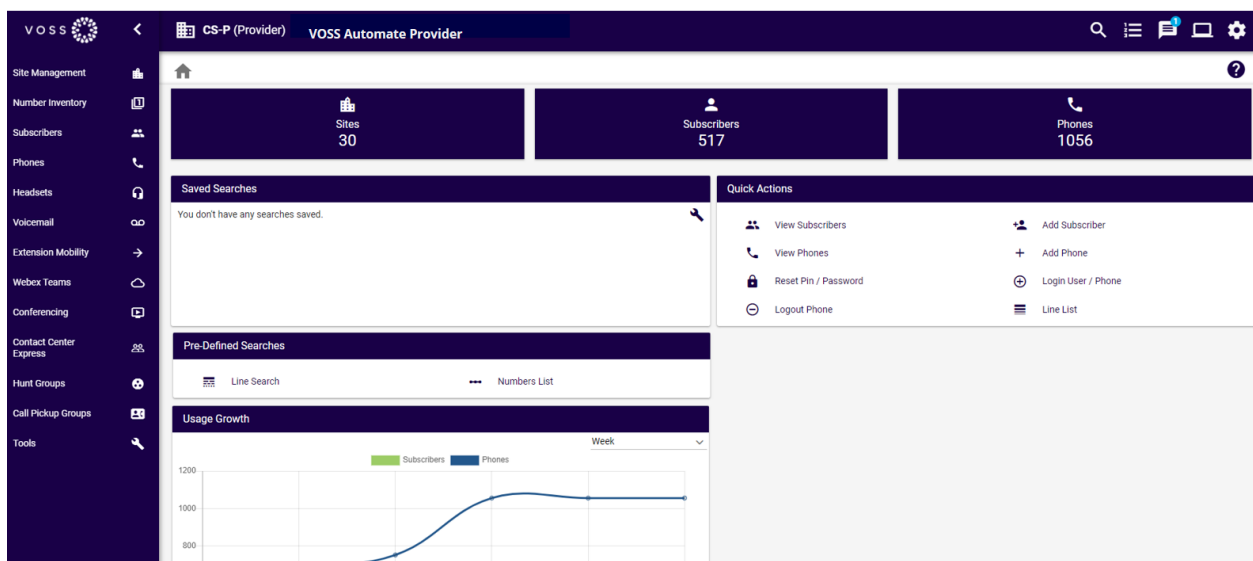 VOSS
CS-P (Provider)
VOSS Automate Provider
1
Site Management
Number Inventory
Subscribers
Phones
Headsets
Voicemail
Extension Mobility
Webex Teams
Conferencing
Contact Center
Express
Hunt Groups
Call Pickup Groups
Tools
Sites
30
Subscribers
517
Phones
1056
Saved Searches
You don't have any searches saved.
Quick Actions
View Subscribers
Add Subscriber
View Phones
Add Phone
Reset Pin / Password
Login User / Phone
Logout Phone
Line List
Pre-Defined Searches
Line Search
Numbers List
Usage Growth
Week
Subscribers
Phones
1200
1000
800